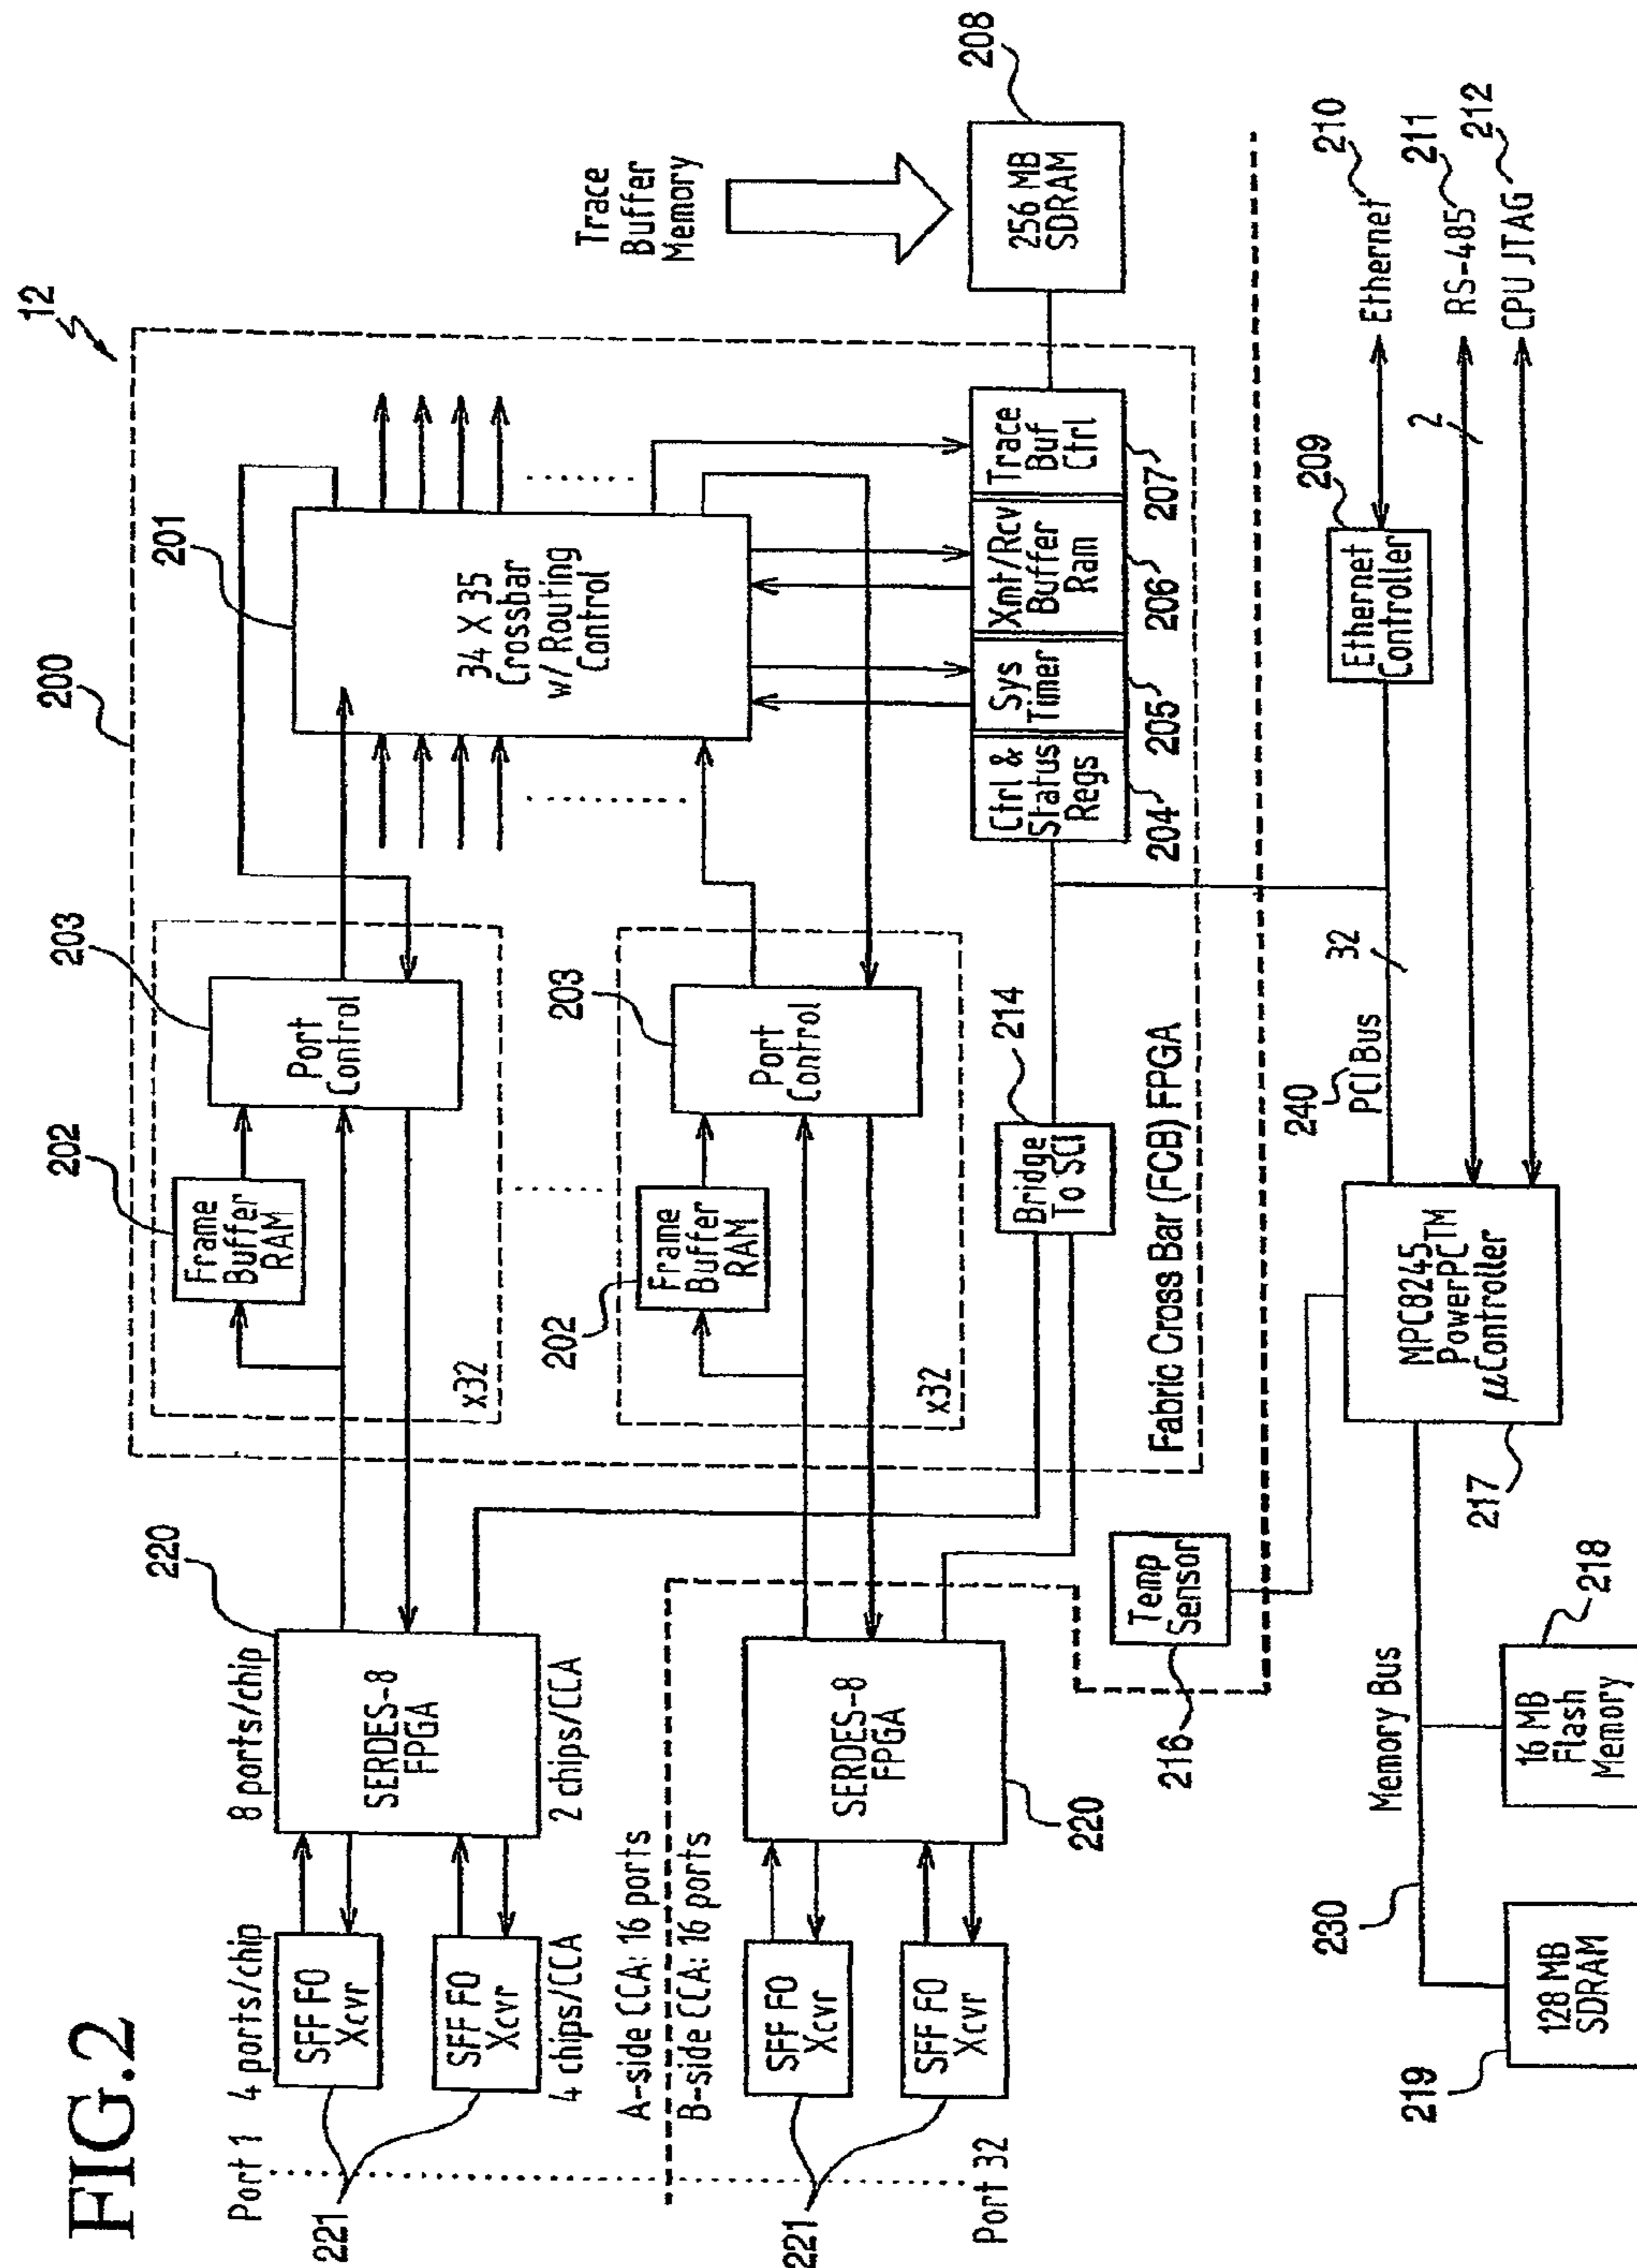 FIG.2
12
Port 1
4 ports/chip
8 ports/chip
220
SFF FO
Xcvr
SFF FO
Xcvr
4 chips/CCA
221
SERDES-8
FPGA
2 chips/CCA
A-side CCA: 16 ports
B-side CCA: 16 ports
SFF FO
Xcvr
SFF FO
Xcvr
221
Port 32
SERDES-8
FPGA
220
200
202
Frame
Buffer
RAM
203
Port
Control
x32
202
Frame
Buffer
RAM
203
Port
Control
x32
201
34 X 35
Crossbar
w/ Routing
Control
Trace
Buffer
Memory
208
256 MB
SDRAM
214
Bridge
To SCI
Ctrl &
Status
Regs
Sys
Timer
Xmt/Rcv
Buffer
Ram
Trace
Buf
Ctrl
204
205
206
207
Fabric Cross Bar (FCB) FPGA
Temp
Sensor
216
209
Ethernet
Controller
210
Ethernet
211
RS-485
2
212
CPU JTAG
240
PCI Bus
32
MPC8245
PowerPC™
μController
217
Memory Bus
230
218
16 MB
Flash
Memory
219
128 MB
SDRAM